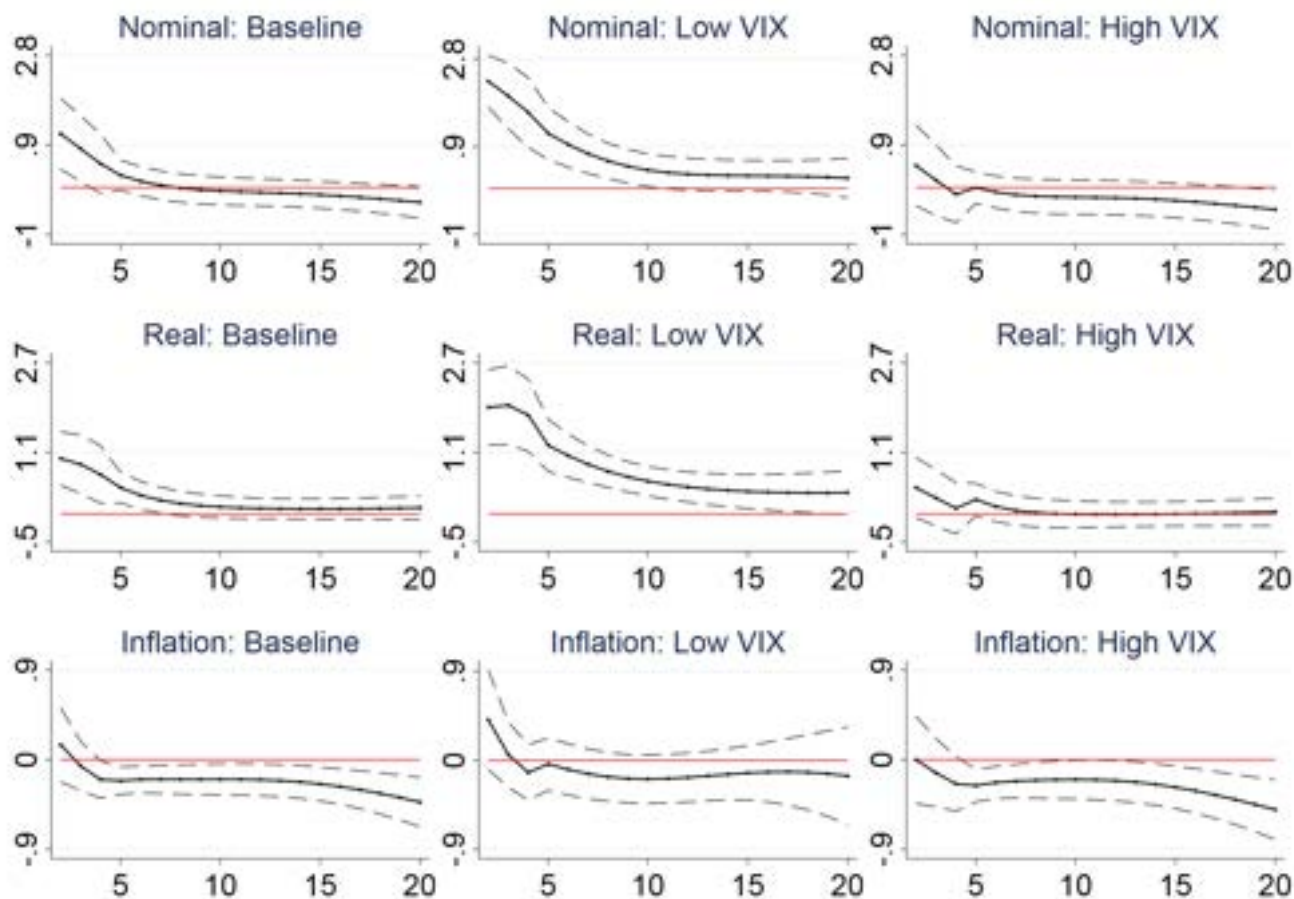 Nominal: Baseline Nominal: Low VIX Nominal: High VIX
2.8 2.8 2.8
.9 .9 .9
-1 -1 -1
5 10 15 20 5 10 15 20 5 10 15 20
Real: Baseline Real: Low VIX Real: High VIX
2.7 2.7 2.7
1.1 1.1 1.1
-.5 -.5 -.5
5 10 15 20 5 10 15 20 5 10 15 20
Inflation: Baseline Inflation: Low VIX Inflation: High VIX
.9 .9 .9
0 0 0
-.9 -.9 -.9
5 10 15 20 5 10 15 20 5 10 15 20